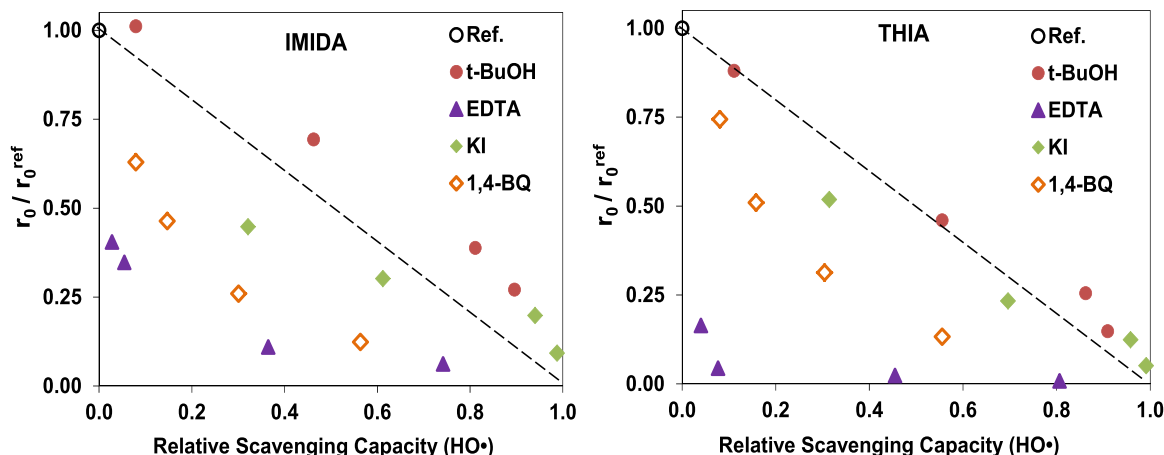 IMIDA
Ref.
t-BuOH
EDTA
KI
1,4-BQ
r0 / r0ref
1.00
0.75
0.50
0.25
0.00
0.0 0.2 0.4 0.6 0.8 1.0
Relative Scavenging Capacity (HO•)
THIA
Ref.
t-BuOH
EDTA
KI
1,4-BQ
r0 / r0ref
1.00
0.75
0.50
0.25
0.00
0.0 0.2 0.4 0.6 0.8 1.0
Relative Scavenging Capacity (HO•)